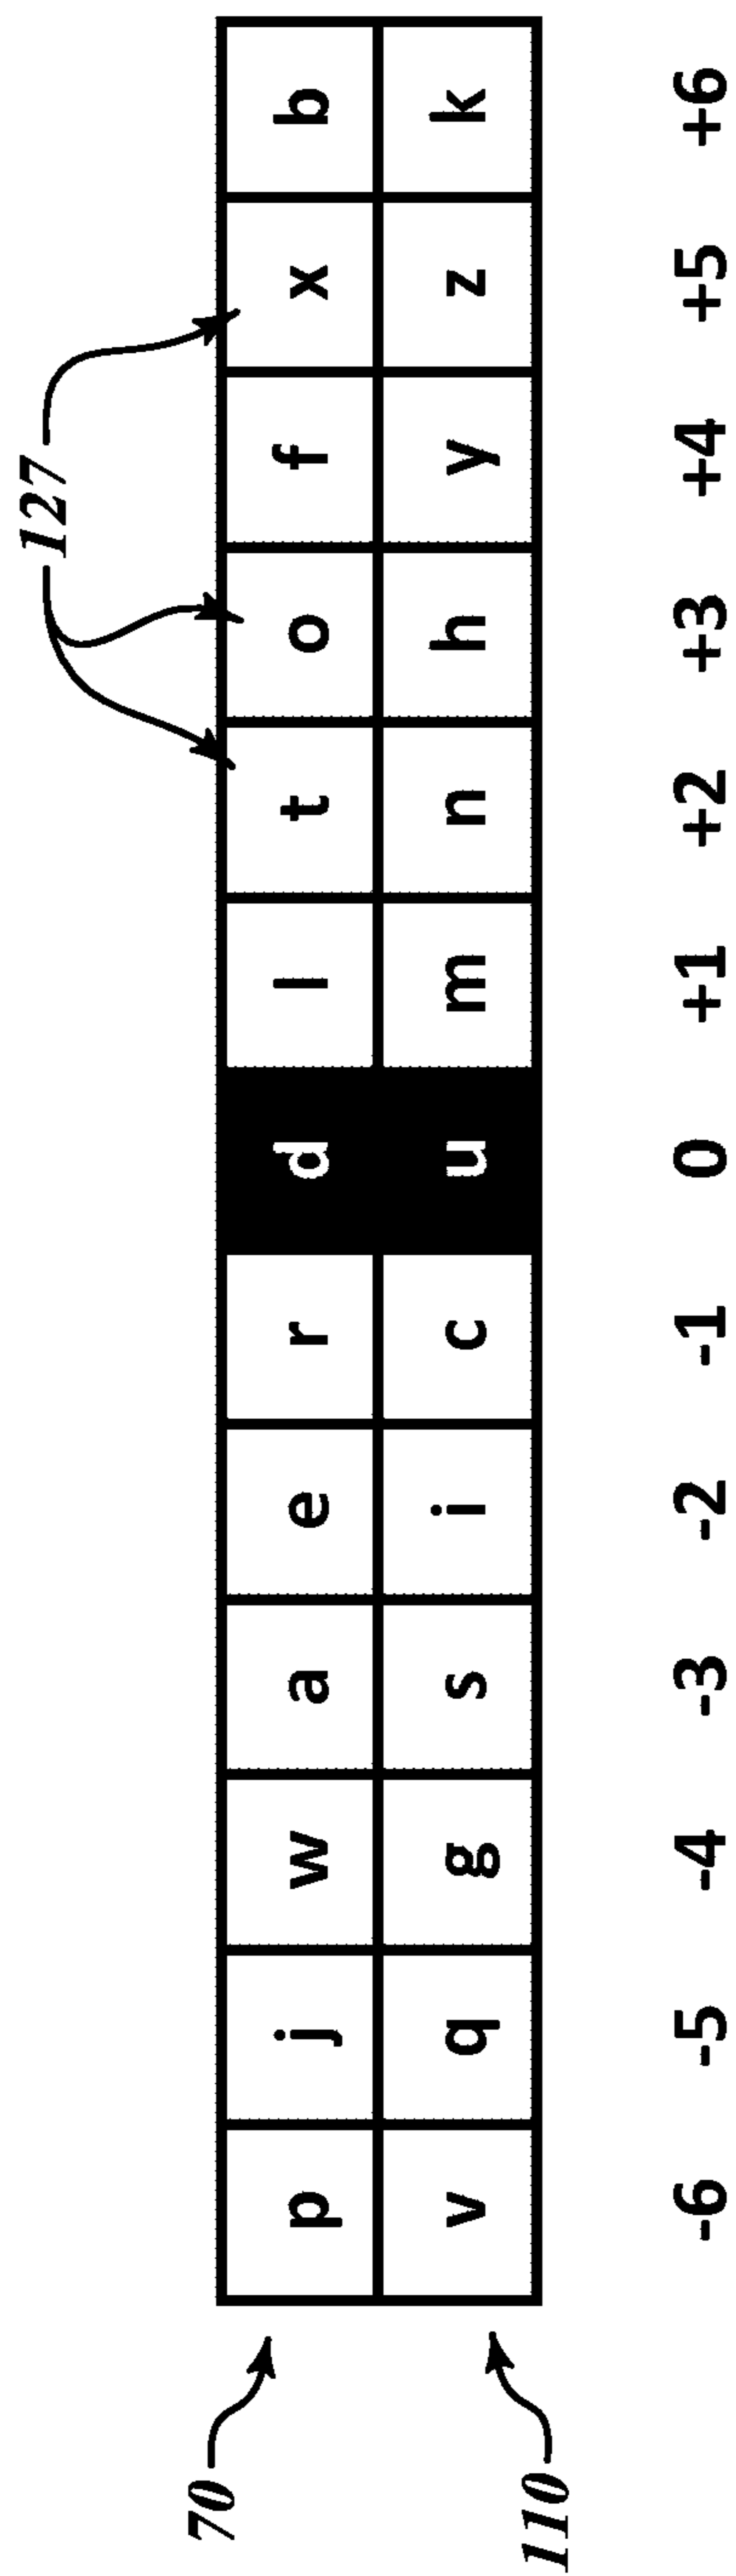 127
70 p j w a e r d l t o f x b
110 v q g s i c u m n h y z k
-6 -5 -4 -3 -2 -1 0 +1 +2 +3 +4 +5 +6